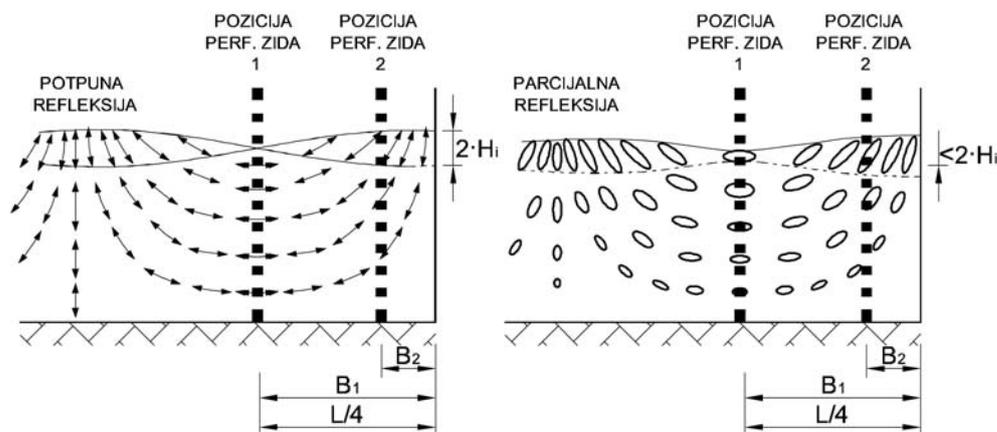 POZICIJA
PERF. ZIDA
1
POZICIJA
PERF. ZIDA
2
POTPUNA
REFLEKSIJA
2·Hi
B2
B1
L/4
POZICIJA
PERF. ZIDA
1
POZICIJA
PERF. ZIDA
2
PARCIJALNA
REFLEKSIJA
<2·Hi
B2
B1
L/4